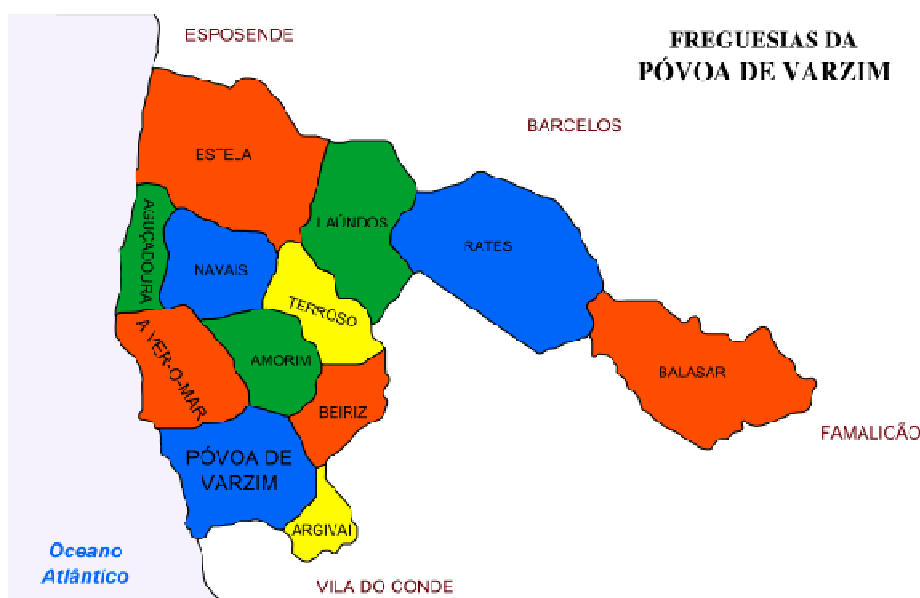 ESPOSENDE
FREGUESIAS DA
PÓVOA DE VARZIM
BARCELOS
ESTELA
AGUÇADOURA
LAÚNDOS
NAVAIS
RATES
TERROSO
A VER-O-MAR
AMORIM
BALASAR
BEIRIZ
FAMALICÃO
PÓVOA DE
VARZIM
ARGIVAI
Oceano
Atlântico
VILA DO CONDE